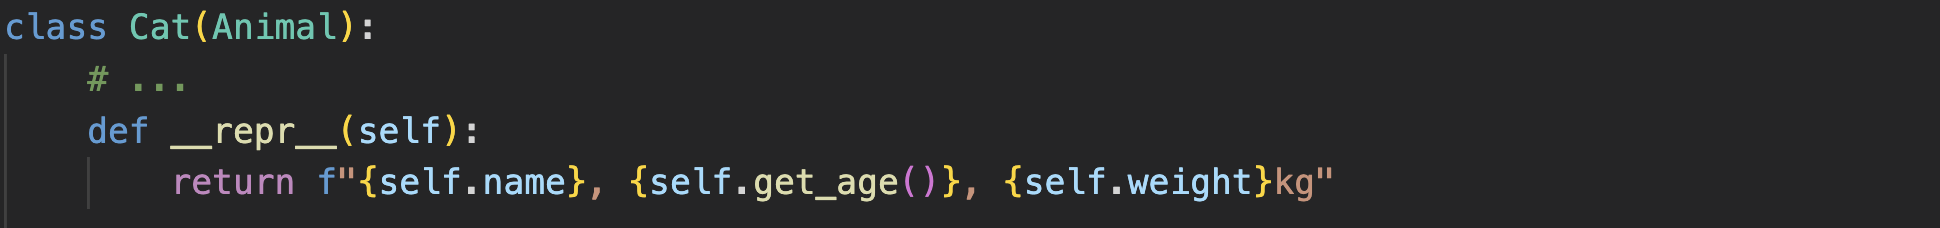 class Cat(Animal):
    # ...
    def __repr__(self):
        return f"{self.name}, {self.get_age()}, {self.weight}kg"